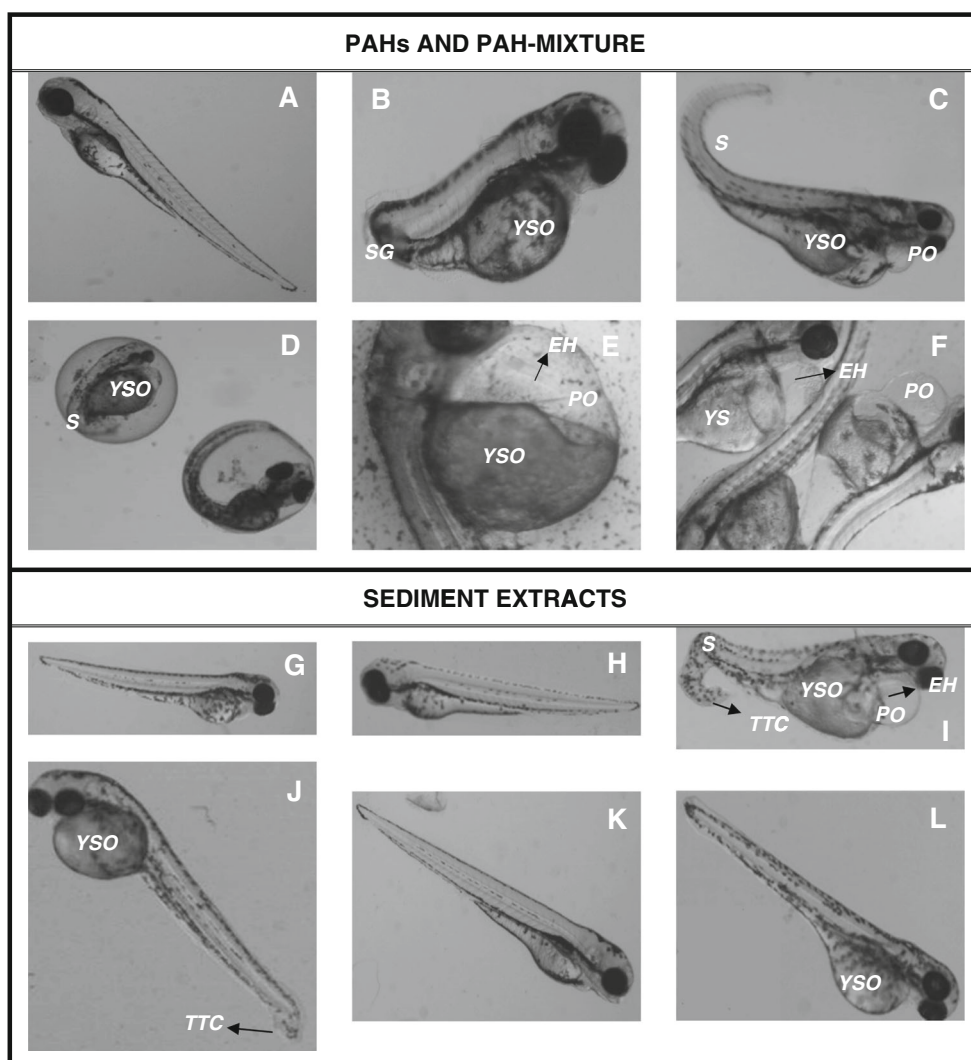 PAHs AND PAH-MIXTURE
A
B
YSO
SG
C
S
YSO
PO
D
YSO
S
E
EH
PO
YSO
F
EH
PO
YS
SEDIMENT EXTRACTS
G
H
S
YSO
EH
PO
TTC
I
J
YSO
TTC
K
L
YSO